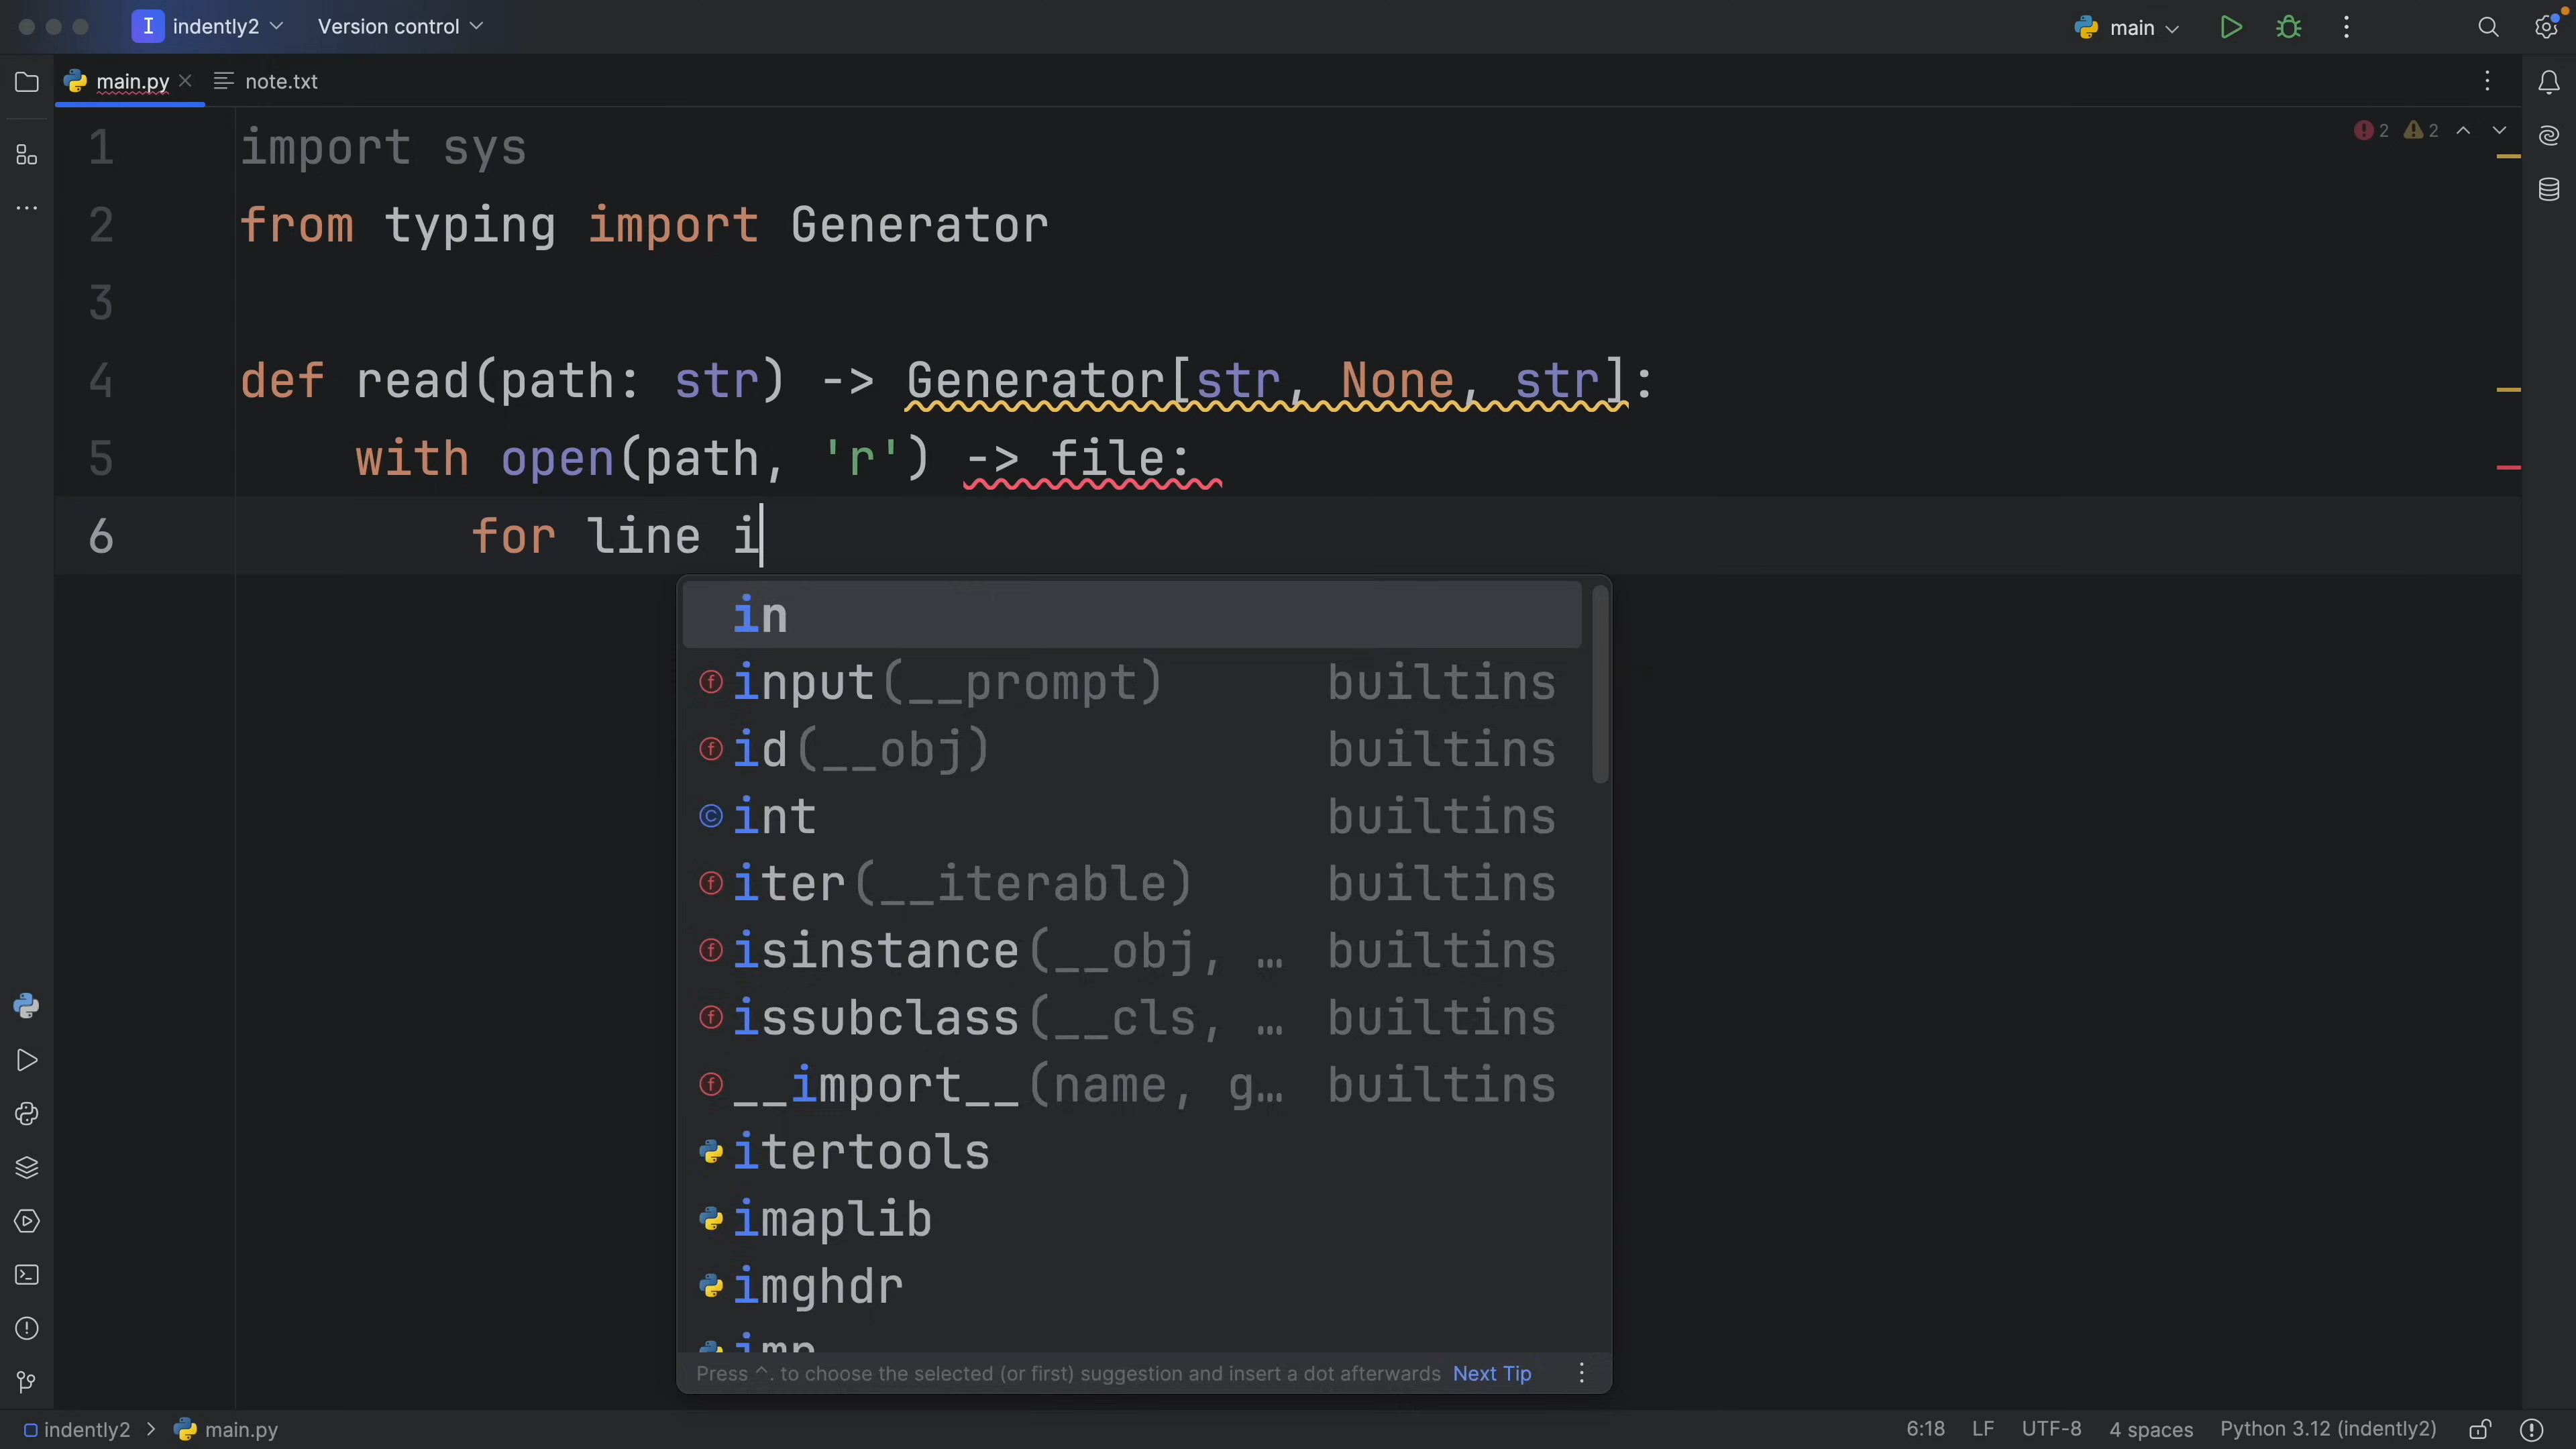 I indently2 Version control main
main.py note.txt
2 2
1 import sys
2 from typing import Generator
3
4 def read(path: str) -> Generator[str, None, str]:
5 with open(path, 'r') -> file:
6 for line i
in
f input(__prompt) builtins
f id(__obj) builtins
C int builtins
f iter(__iterable) builtins
f isinstance(__obj, … builtins
f issubclass(__cls, … builtins
f __import__(name, g… builtins
itertools
imaplib
imghdr
imp
Press ^. to choose the selected (or first) suggestion and insert a dot afterwards Next Tip
indently2 > main.py 6:18 LF UTF-8 4 spaces Python 3.12 (indently2)